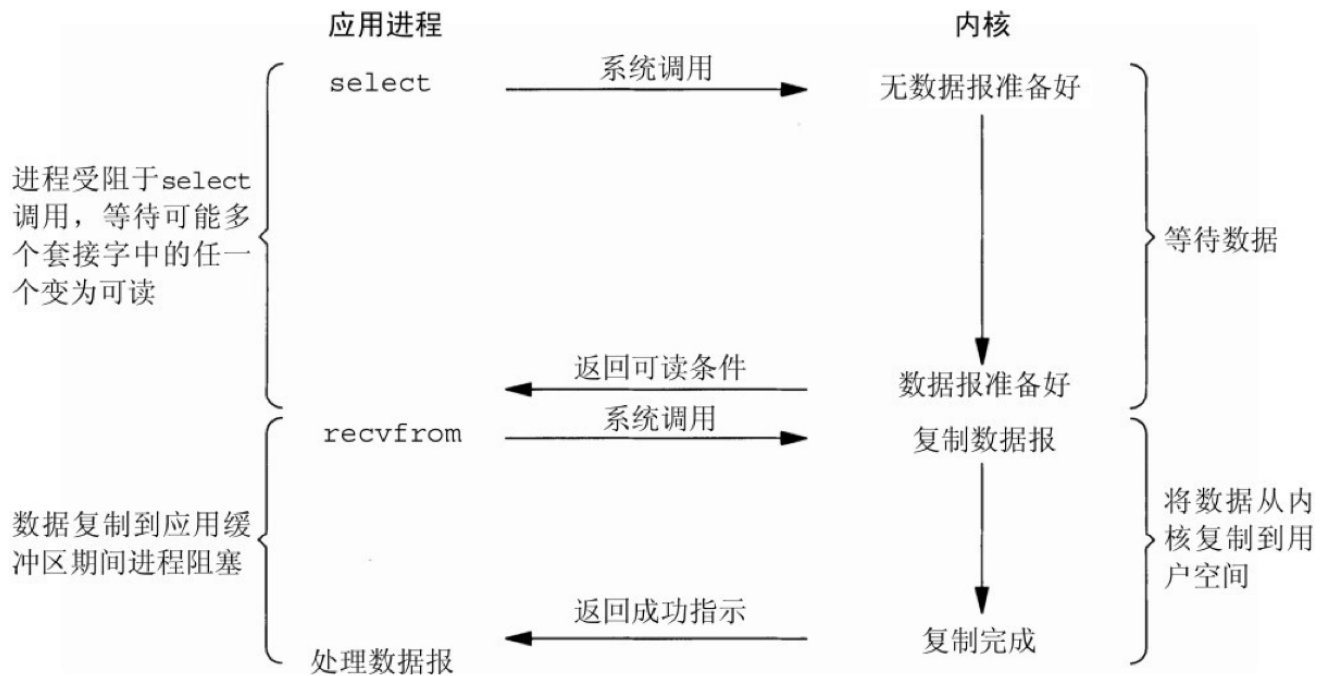 应用进程
内核
select
系统调用
无数据报准备好
进程受阻于select
调用，等待可能多
个套接字中的任一
个变为可读
等待数据
返回可读条件
数据报准备好
recvfrom
系统调用
复制数据报
数据复制到应用缓
冲区期间进程阻塞
将数据从内
核复制到用
户空间
返回成功指示
复制完成
处理数据报